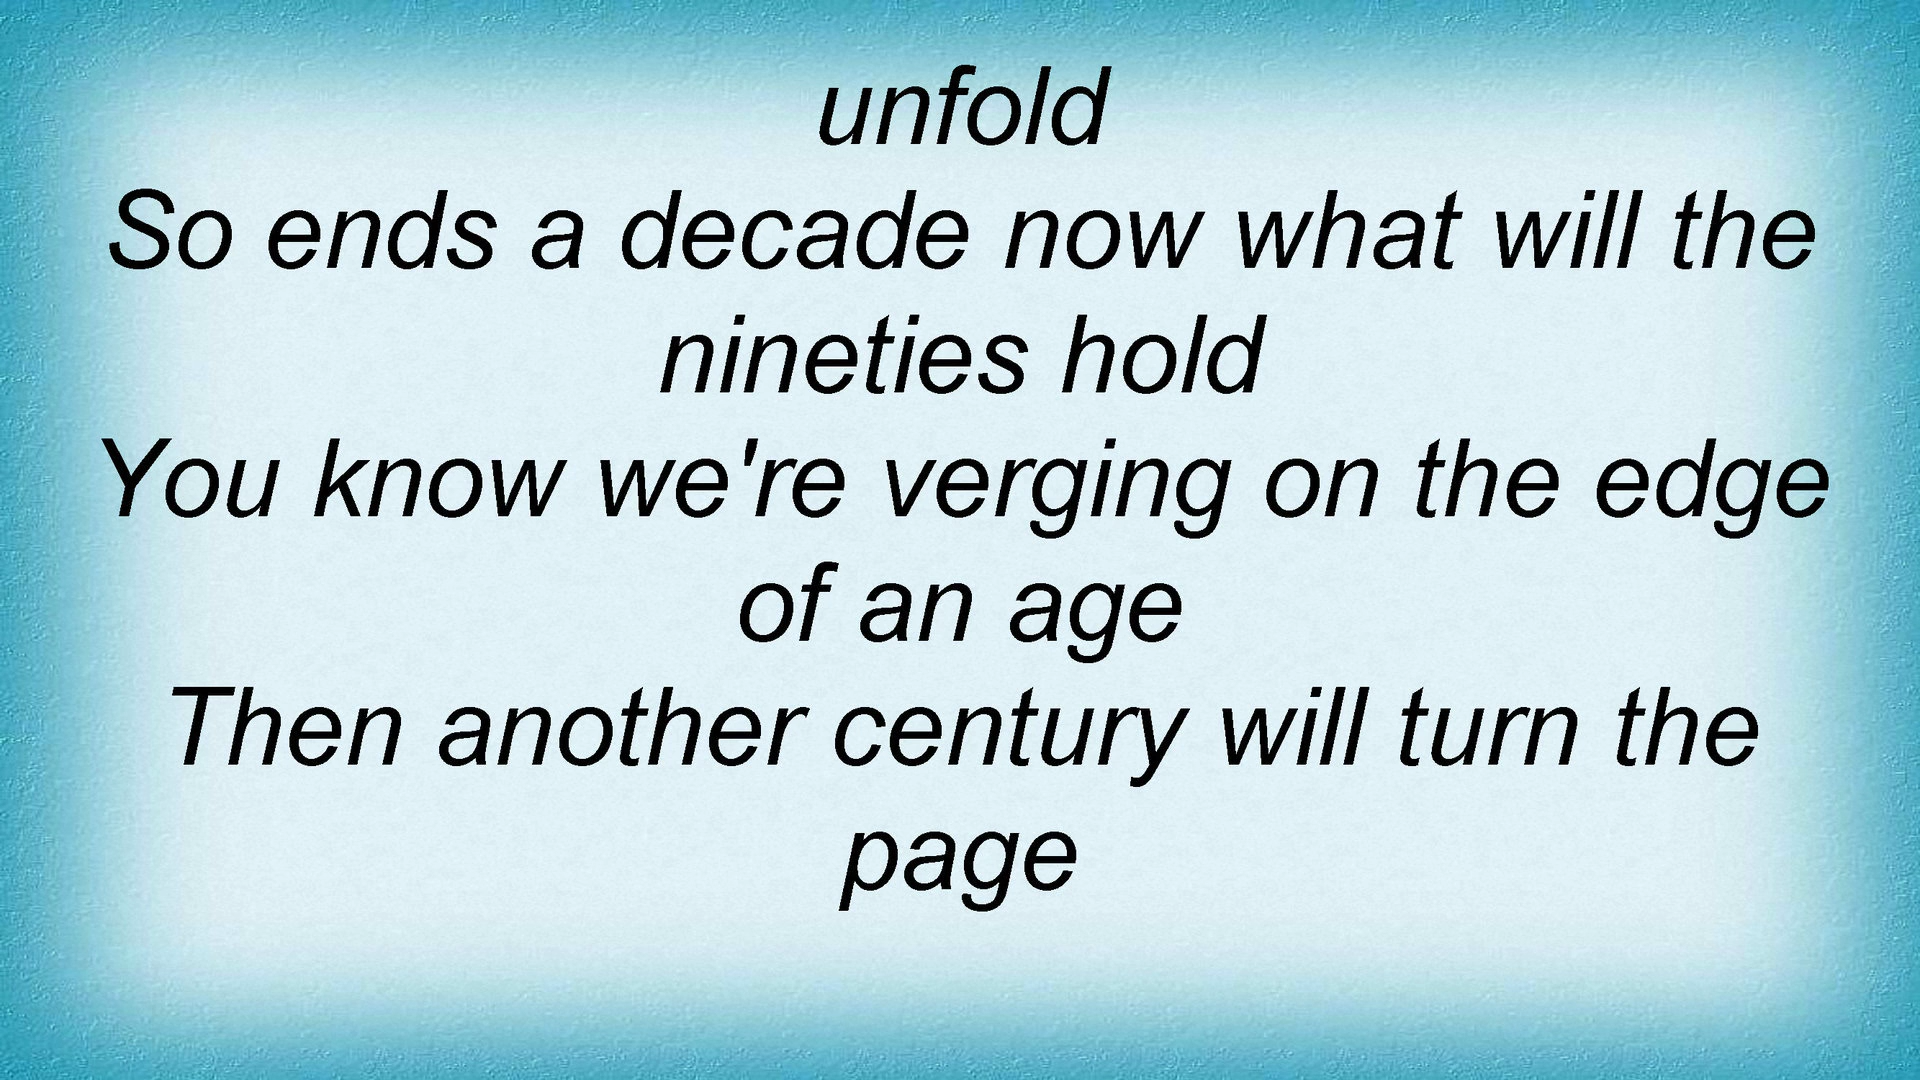 unfold
So ends a decade now what will the
nineties hold
You know we're verging on the edge
of an age
Then another century will turn the
page